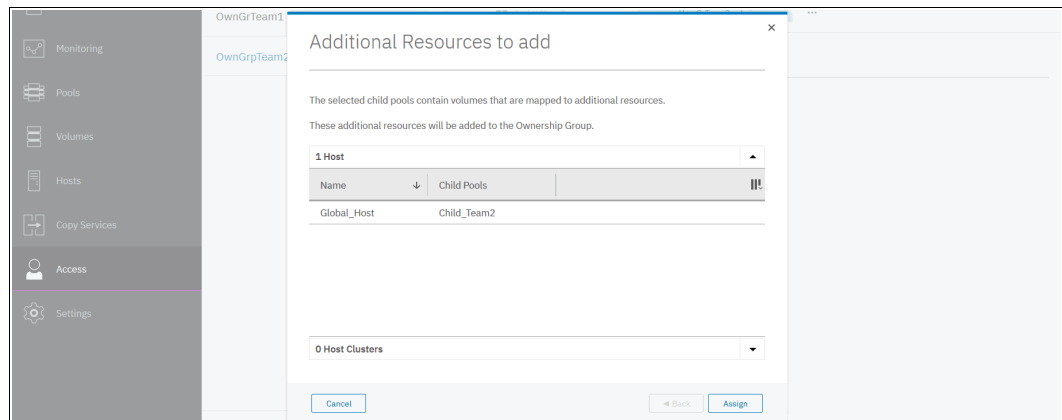 OwnGrTeam1
OwnGrpTeam2
Monitoring
Pools
Volumes
Hosts
Copy Services
Access
Settings
Additional Resources to add
The selected child pools contain volumes that are mapped to additional resources.
These additional resources will be added to the Ownership Group.
1 Host
Name Child Pools
Global_Host Child_Team2
0 Host Clusters
Cancel Back Assign